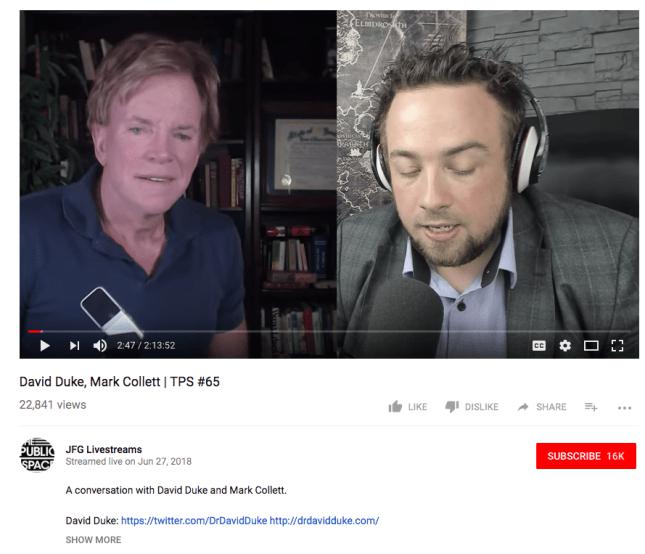 ELMDROSETH
2:47 / 2:13:52
CC
David Duke, Mark Collett | TPS #65
22,841 views
LIKE
DISLIKE
SHARE
PUBLIC
SPACE
JFG Livestreams
Streamed live on Jun 27, 2018
SUBSCRIBE 16K
A conversation with David Duke and Mark Collett.
David Duke: https://twitter.com/DrDavidDuke http://drdavidduke.com/
SHOW MORE